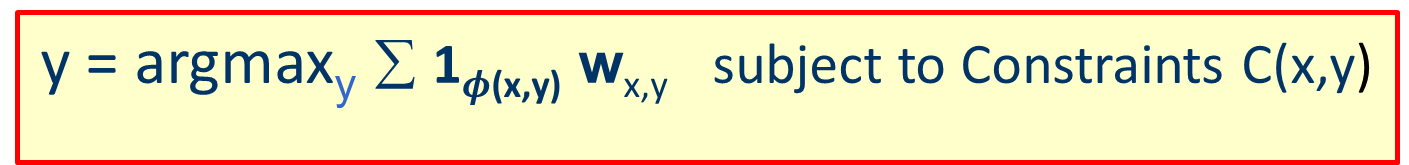 y = argmax_y ∑ 1_ϕ(x,y) w_x,y subject to Constraints C(x,y)